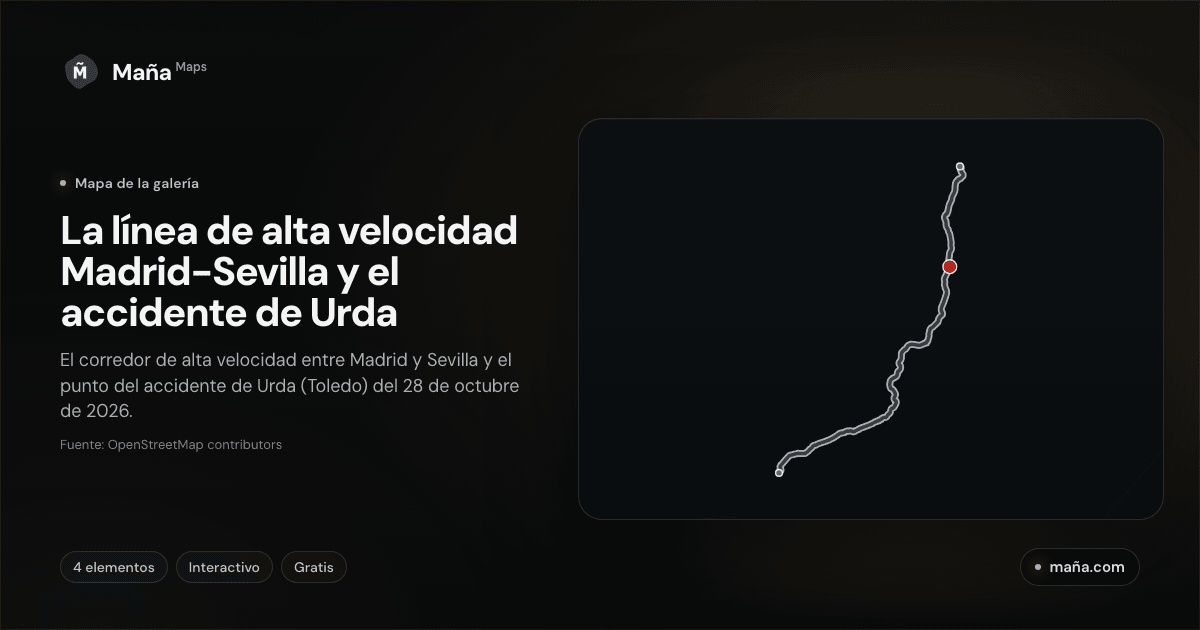 M̃
Maña Maps
Mapa de la galería
La línea de alta velocidad
Madrid–Sevilla y el
accidente de Urda
El corredor de alta velocidad entre Madrid y Sevilla y el
punto del accidente de Urda (Toledo) del 28 de octubre
de 2026.
Fuente: OpenStreetMap contributors
4 elementos
Interactivo
Gratis
maña.com